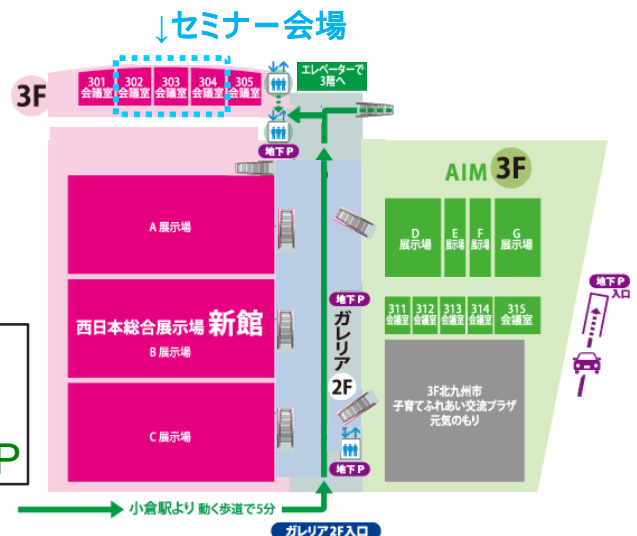 ↓セミナー会場
エレベーターで
3階へ
3F
301
会議室
302
会議室
303
会議室
304
会議室
305
会議室
地下P
AIM 3F
A 展示場
D
展示場
E
展示場
F
展示場
G
展示場
地下P
入口
地下P
311
会議室
312
会議室
313
会議室
314
会議室
315
会議室
西日本総合展示場 新館
B 展示場
ガレリア
2F
3F北九州市
子育てふれあい交流プラザ
元気のもり
C 展示場
P
地下P
小倉駅より 動く歩道で5分
ガレリア2F入口